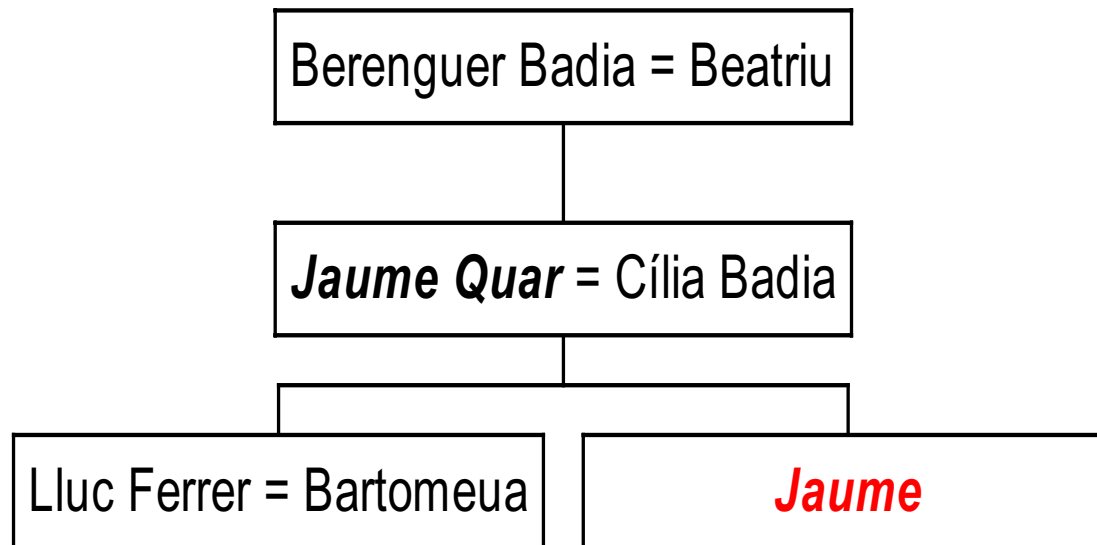 Berenguer Badia = Beatriu
Jaume Quar = Cília Badia
Lluc Ferrer = Bartomeua
Jaume